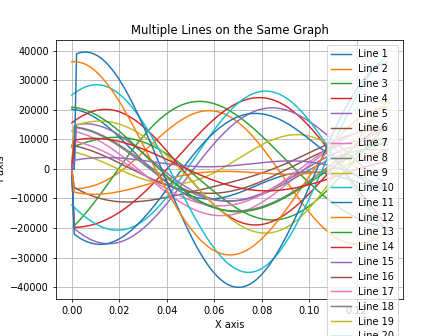 Multiple Lines on the Same Graph
40000
30000
20000
10000
0
−10000
−20000
−30000
−40000
0.00 0.02 0.04 0.06 0.08 0.10
X axis
Line 1
Line 2
Line 3
Line 4
Line 5
Line 6
Line 7
Line 8
Line 9
Line 10
Line 11
Line 12
Line 13
Line 14
Line 15
Line 16
Line 17
Line 18
Line 19
Line 20